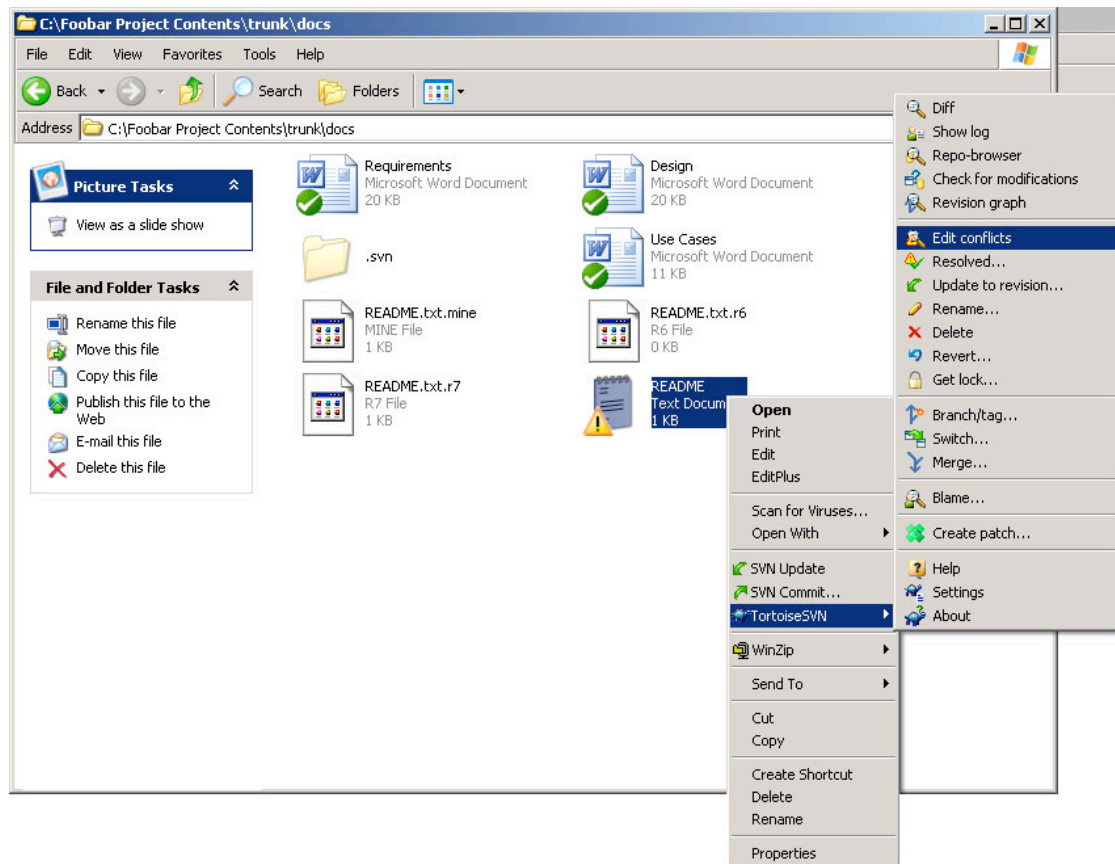 C:\Foobar Project Contents\trunk\docs
File Edit View Favorites Tools Help
Back Search Folders
Address C:\Foobar Project Contents\trunk\docs
Picture Tasks
View as a slide show
File and Folder Tasks
Rename this file
Move this file
Copy this file
Publish this file to the
Web
E-mail this file
Delete this file
Requirements
Microsoft Word Document
20 KB
Design
Microsoft Word Document
20 KB
.svn
Use Cases
Microsoft Word Document
11 KB
README.txt.mine
MINE File
1 KB
README.txt.r6
R6 File
0 KB
README.txt.r7
R7 File
1 KB
README
Text Docum
1 KB
Open
Print
Edit
EditPlus
Scan for Viruses...
Open With
SVN Update
SVN Commit...
TortoiseSVN
WinZip
Send To
Cut
Copy
Create Shortcut
Delete
Rename
Properties
Diff
Show log
Repo-browser
Check for modifications
Revision graph
Edit conflicts
Resolved...
Update to revision...
Rename...
Delete
Revert...
Get lock...
Branch/tag...
Switch...
Merge...
Blame...
Create patch...
Help
Settings
About